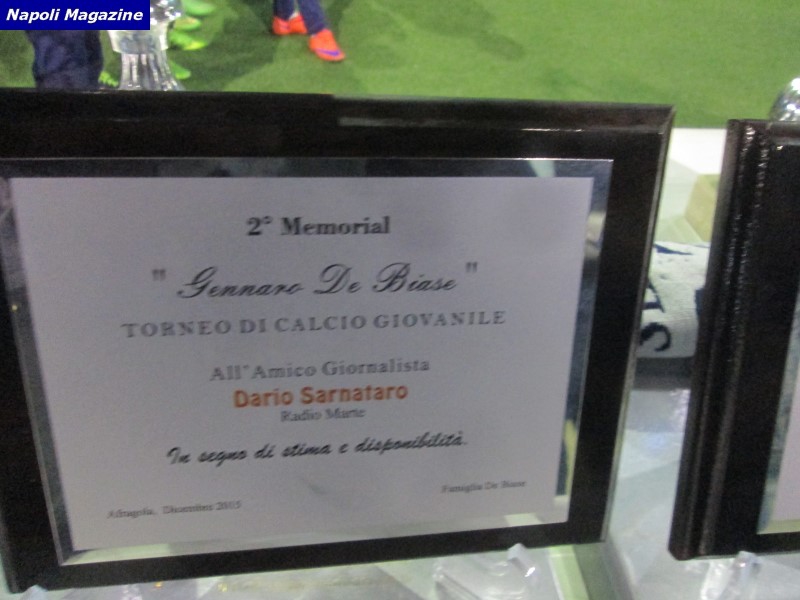 Napoli Magazine
2° Memorial
" Gennaro De Biase "
TORNEO DI CALCIO GIOVANILE
All'Amico Giornalista
Dario Sarnataro
Radio Marte
In segno di stima e disponibilità.
Famiglia De Biase
Afragola, Dicembre 2015